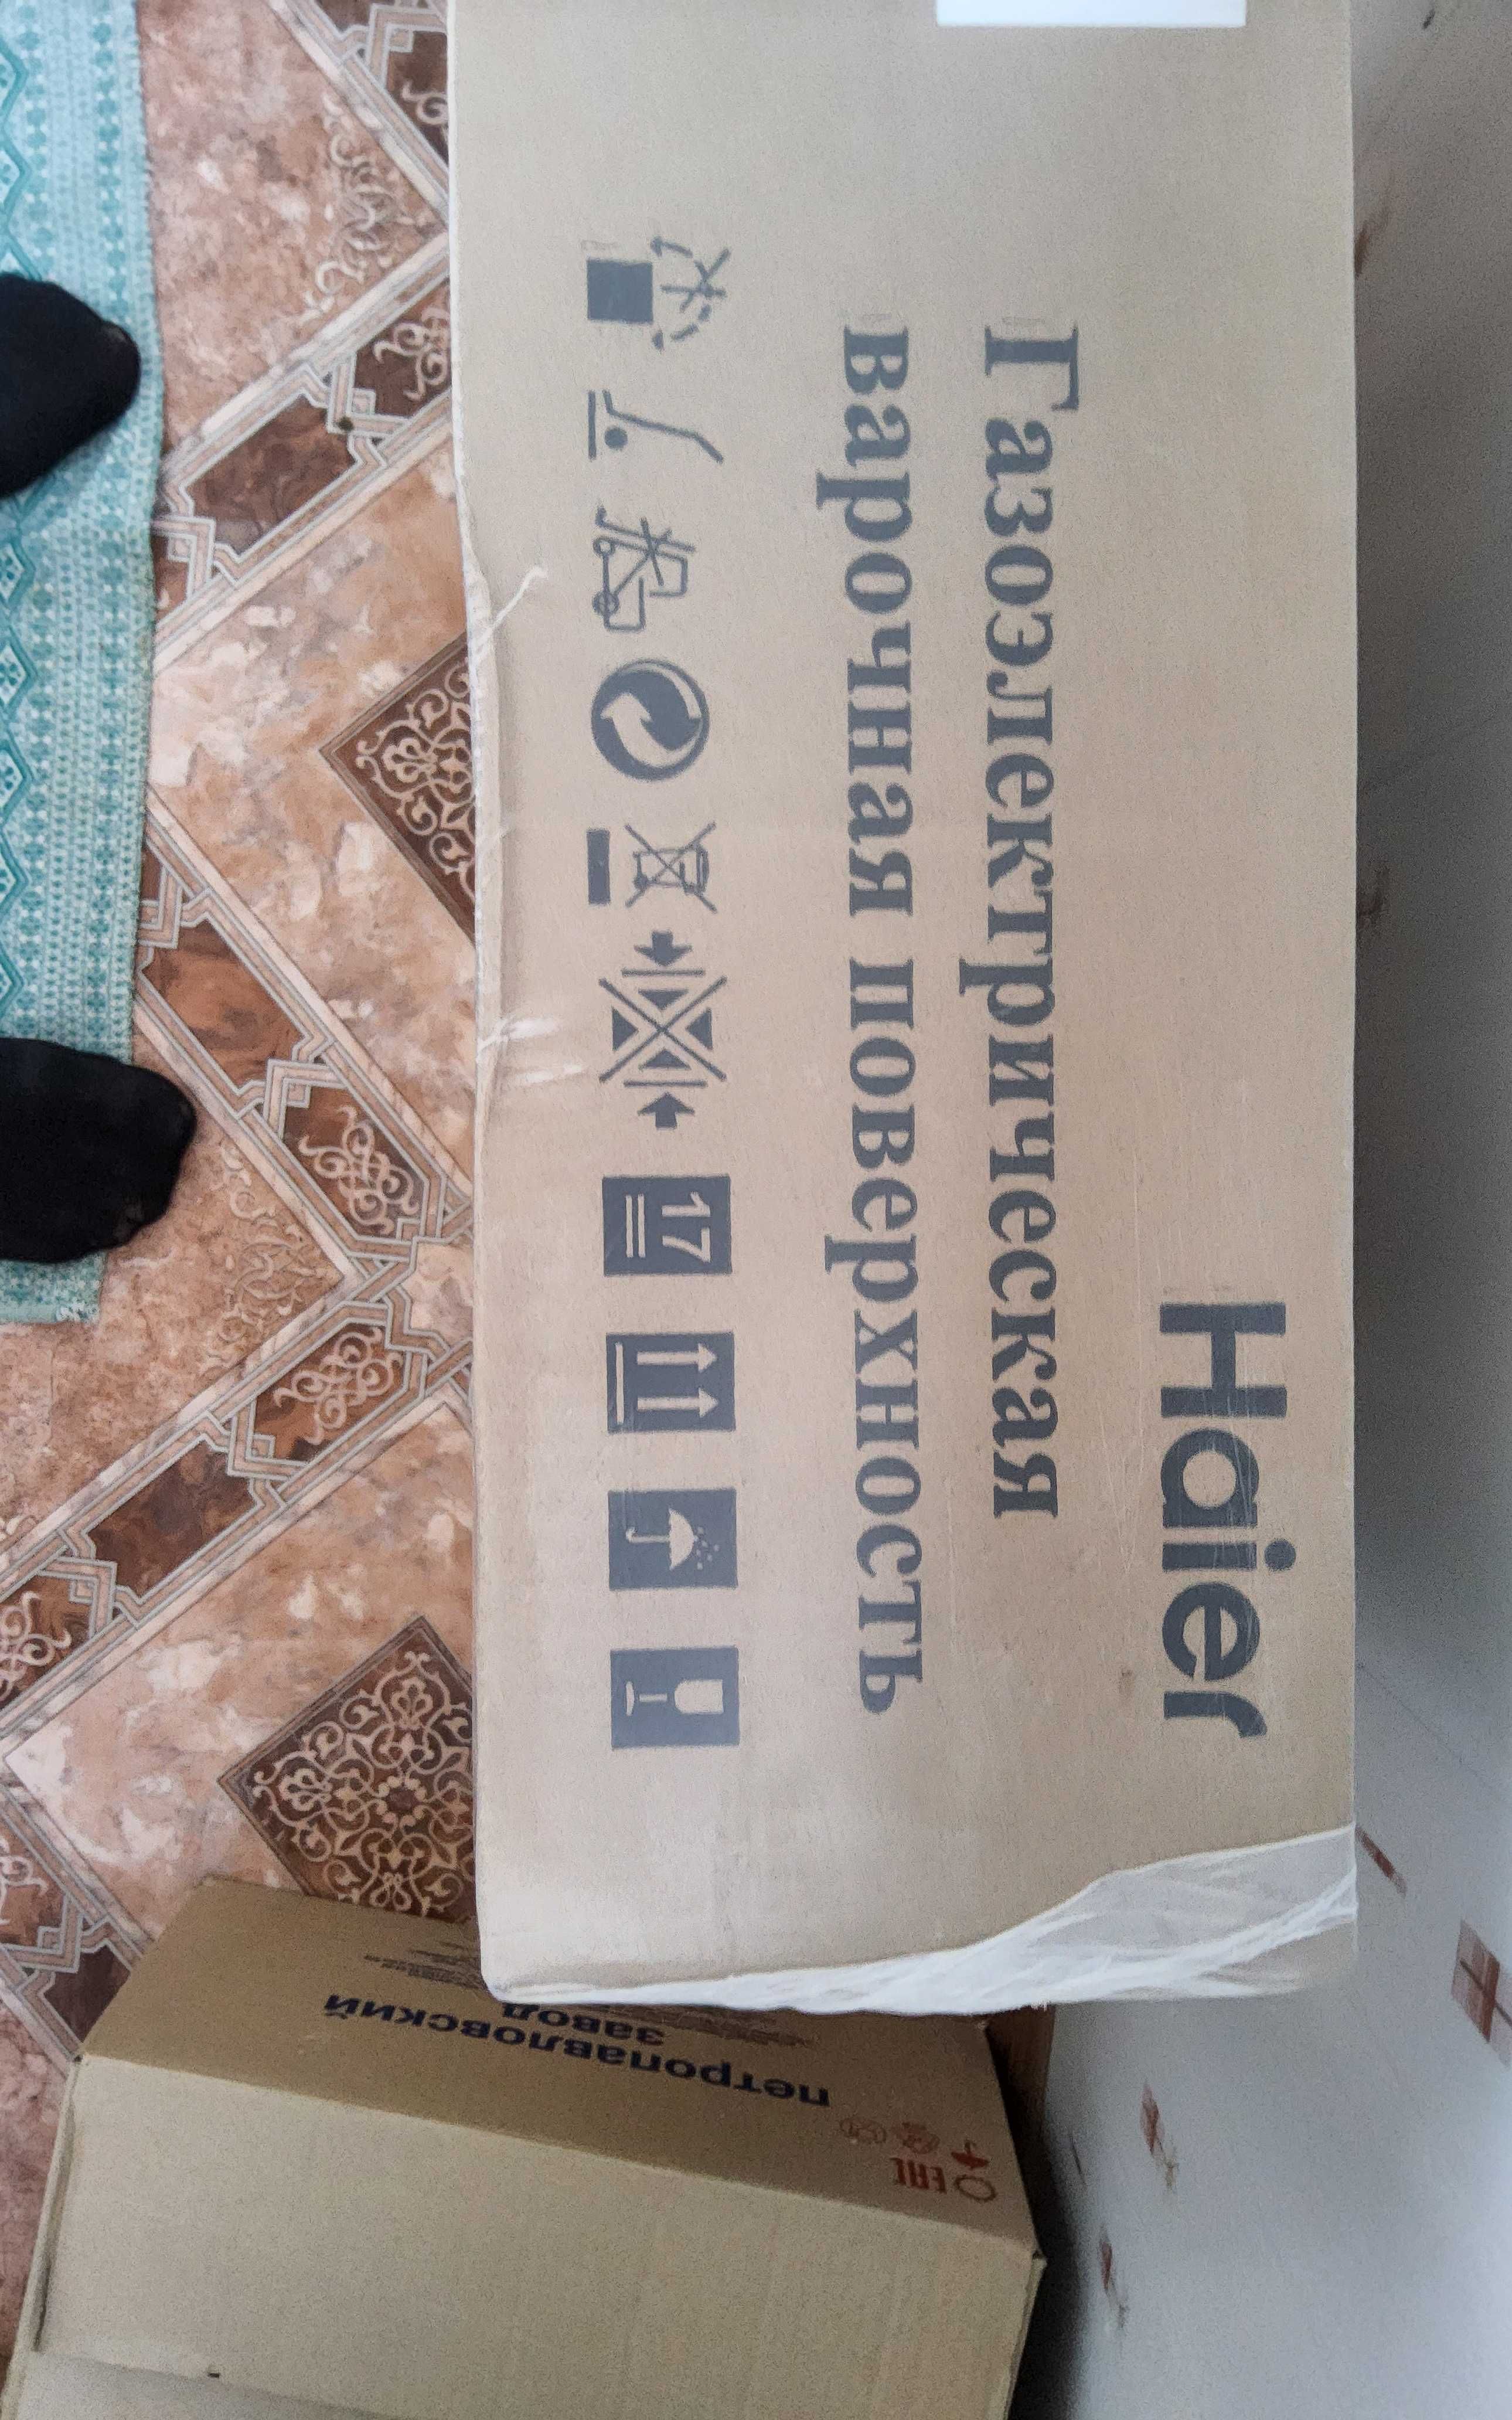 Haier
Газоэлектрическая
варочная поверхность
17
петропавловский
завод
EAC